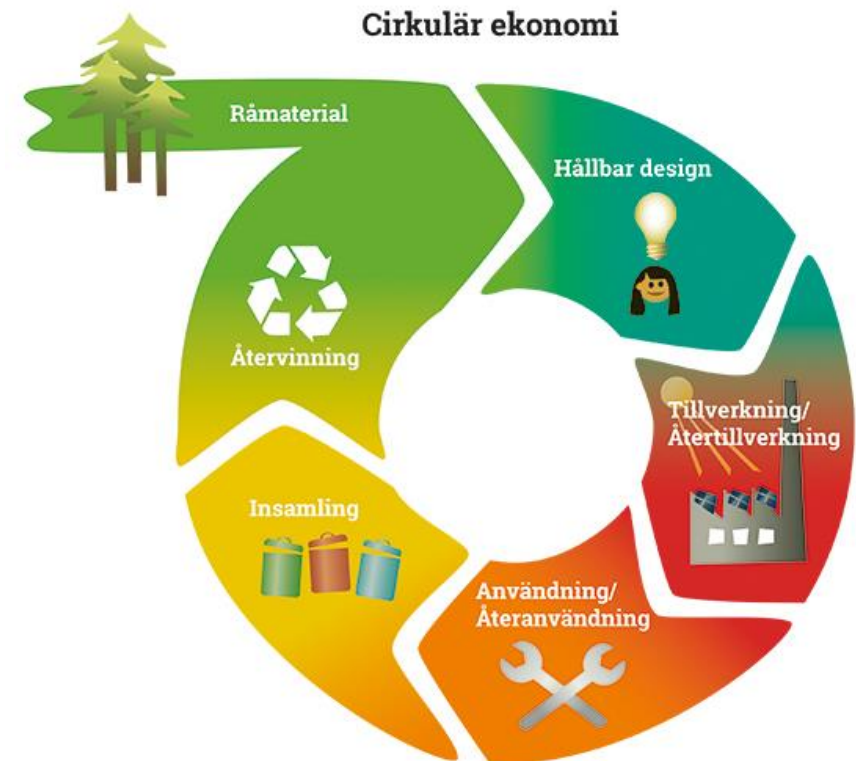 Cirkulär ekonomi
Råmaterial
Hållbar design
Tillverkning/
Återtillverkning
Användning/
Återanvändning
Insamling
Återvinning